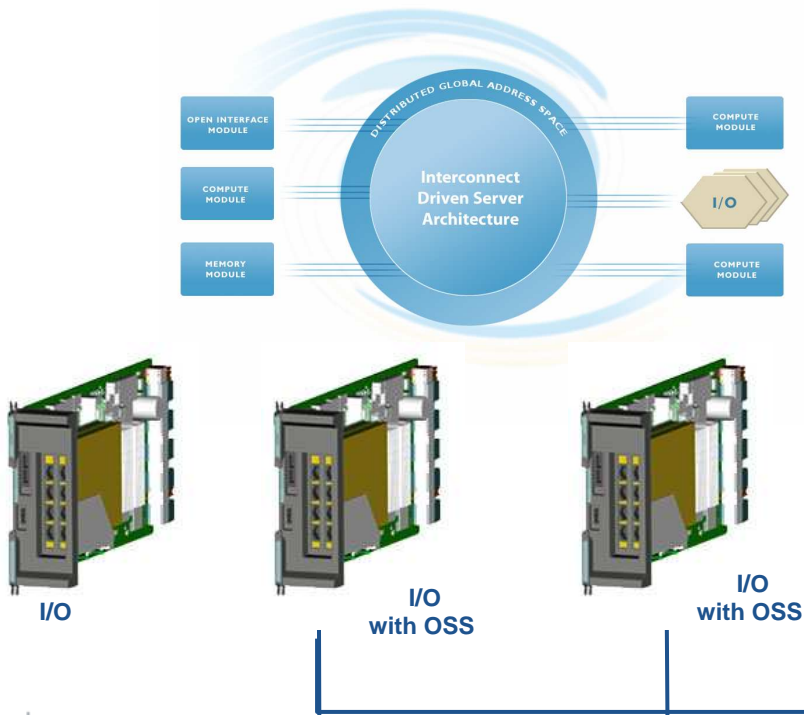 DISTRIBUTED GLOBAL ADDRESS SPACE
OPEN INTERFACE
MODULE
COMPUTE
MODULE
Interconnect
Driven Server
Architecture
COMPUTE
MODULE
I/O
MEMORY
MODULE
COMPUTE
MODULE
I/O
I/O
with OSS
I/O
with OSS